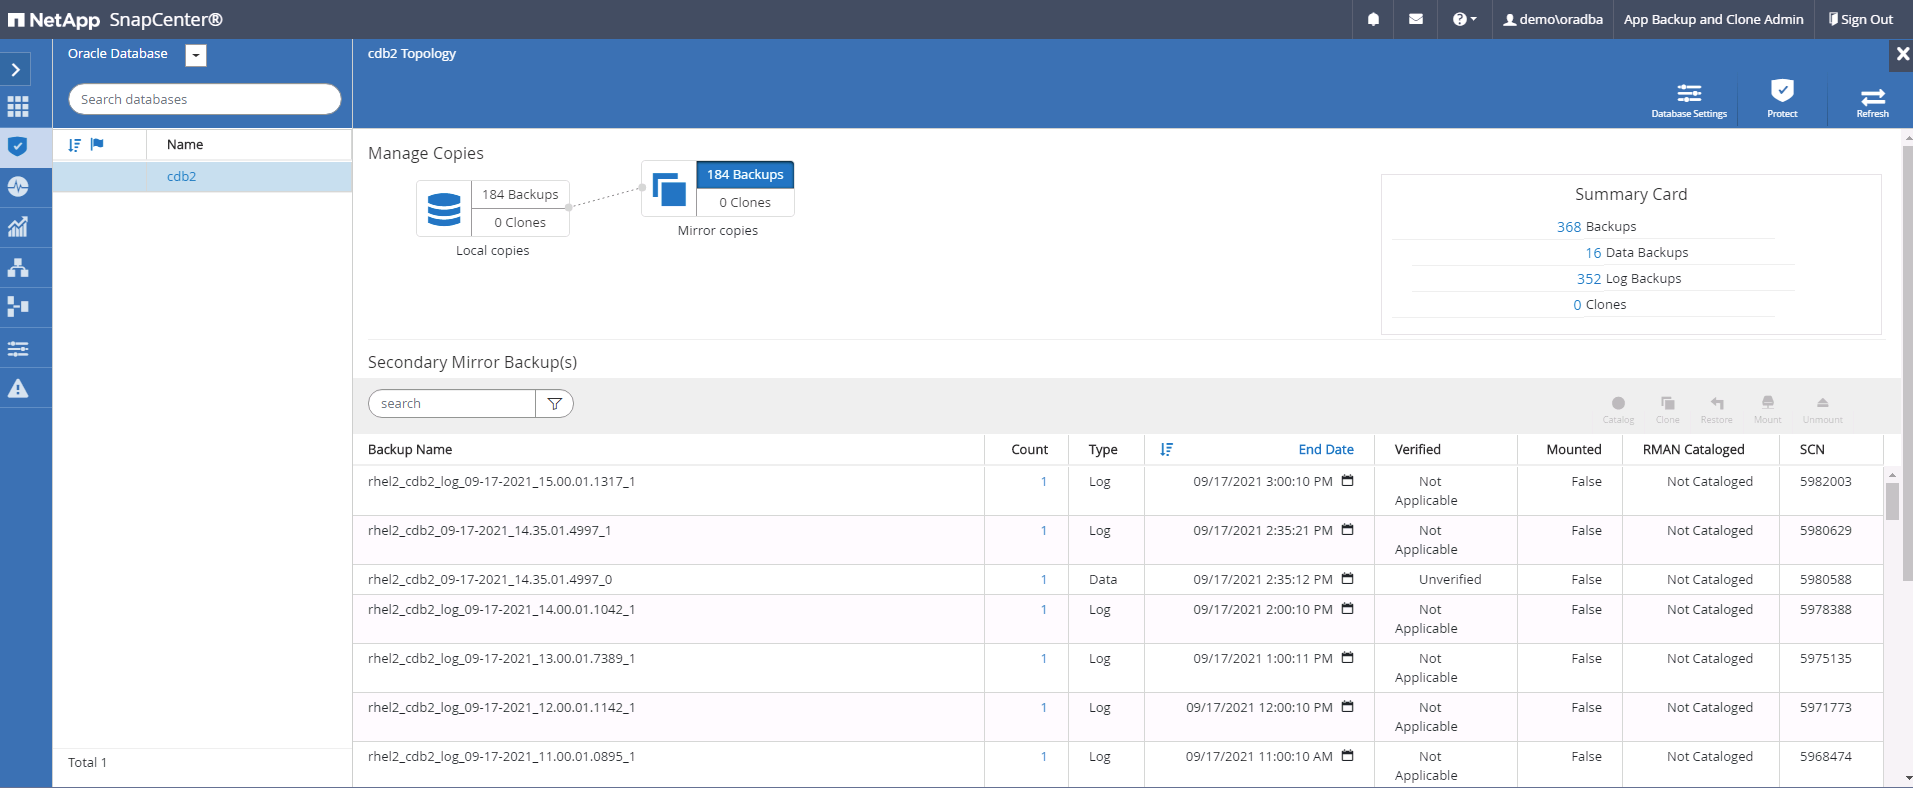 NetApp SnapCenter®
demo\oradba
App Backup and Clone Admin
Sign Out
Oracle Database
Search databases
Name
cdb2
Total 1
cdb2 Topology
Database Settings
Protect
Refresh
Manage Copies
184 Backups
0 Clones
Local copies
184 Backups
0 Clones
Mirror copies
Summary Card
368 Backups
16 Data Backups
352 Log Backups
0 Clones
Secondary Mirror Backup(s)
search
Catalog Clone Restore Mount Unmount
Backup Name Count Type End Date Verified Mounted RMAN Cataloged SCN
rhel2_cdb2_log_09-17-2021_15.00.01.1317_1 1 Log 09/17/2021 3:00:10 PM Not False Not Cataloged 5982003
Applicable
rhel2_cdb2_09-17-2021_14.35.01.4997_1 1 Log 09/17/2021 2:35:21 PM Not False Not Cataloged 5980629
Applicable
rhel2_cdb2_09-17-2021_14.35.01.4997_0 1 Data 09/17/2021 2:35:12 PM Unverified False Not Cataloged 5980588
rhel2_cdb2_log_09-17-2021_14.00.01.1042_1 1 Log 09/17/2021 2:00:10 PM Not False Not Cataloged 5978388
Applicable
rhel2_cdb2_log_09-17-2021_13.00.01.7389_1 1 Log 09/17/2021 1:00:11 PM Not False Not Cataloged 5975135
Applicable
rhel2_cdb2_log_09-17-2021_12.00.01.1142_1 1 Log 09/17/2021 12:00:10 PM Not False Not Cataloged 5971773
Applicable
rhel2_cdb2_log_09-17-2021_11.00.01.0895_1 1 Log 09/17/2021 11:00:10 AM Not False Not Cataloged 5968474
Applicable